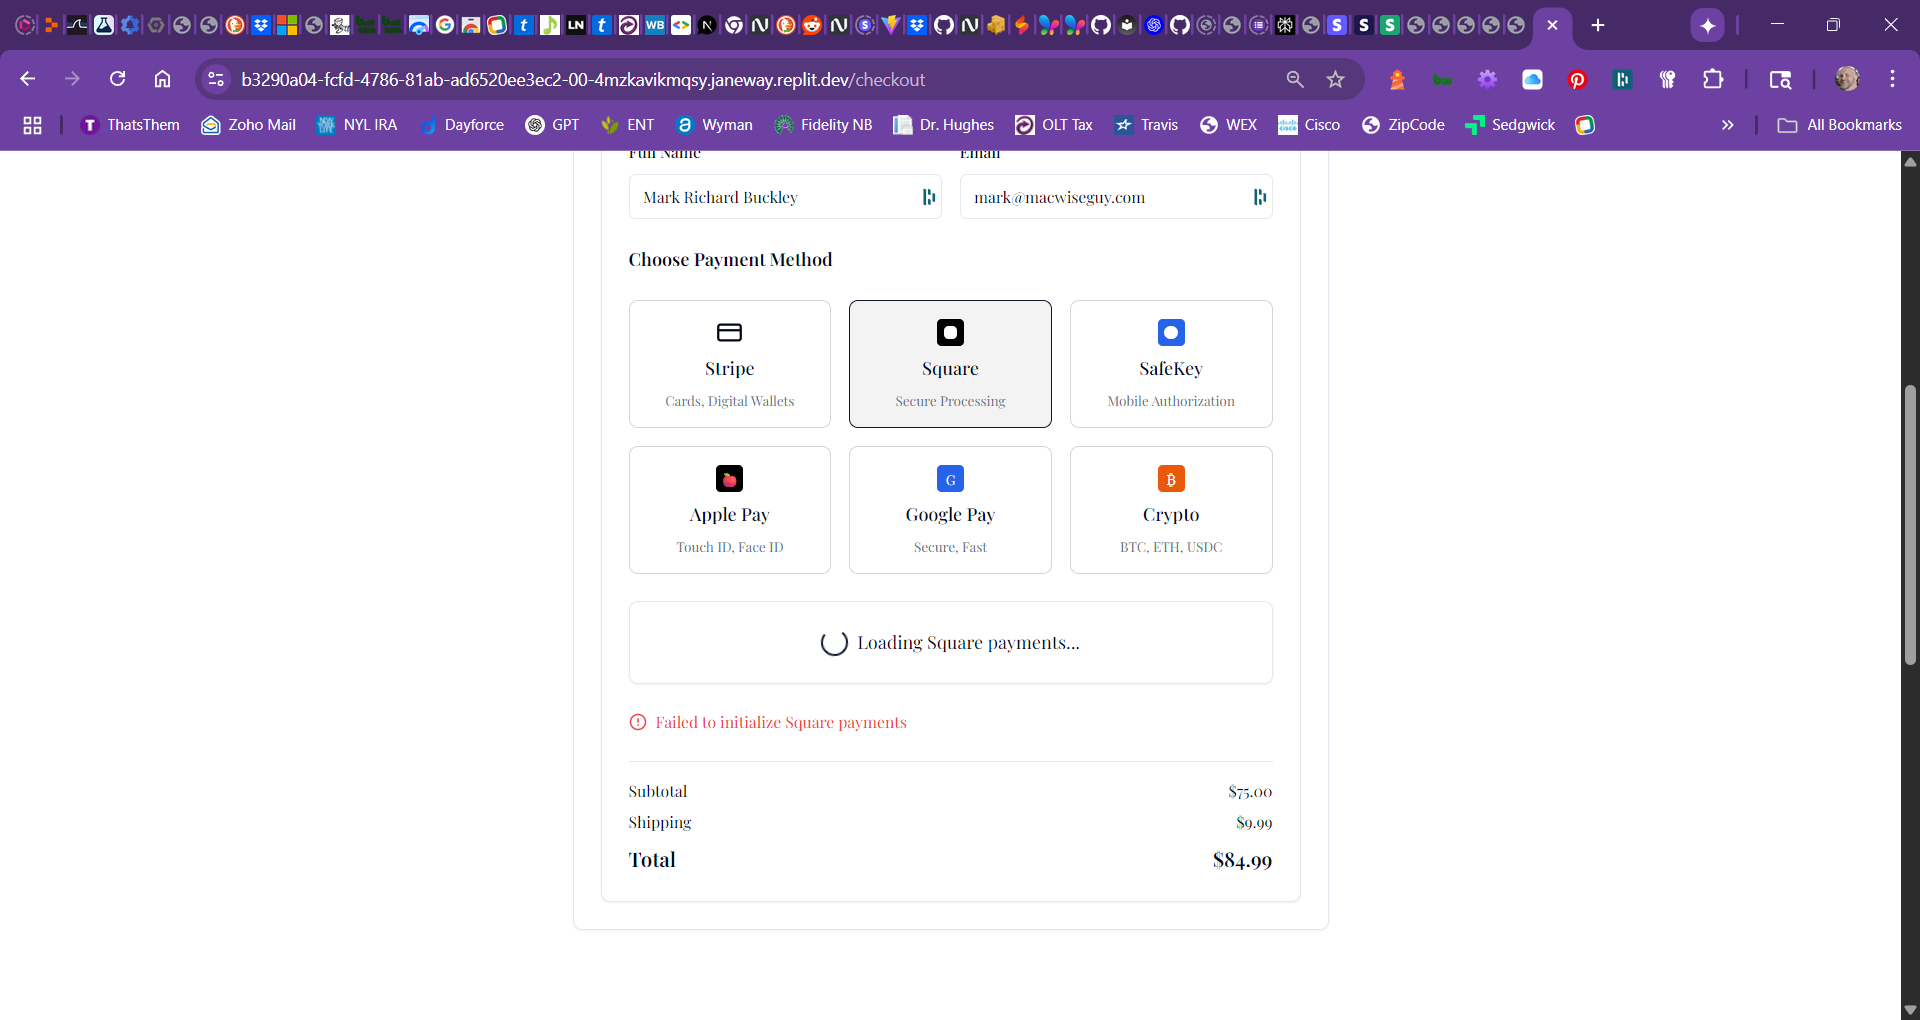 b3290a04-fcfd-4786-81ab-ad6520ee3ec2-00-4mzkavikmqsy.janeway.replit.dev/checkout
ThatsThem Zoho Mail NYL IRA Dayforce GPT ENT Wyman Fidelity NB Dr. Hughes OLT Tax Travis WEX Cisco ZipCode Sedgwick » All Bookmarks
Full Name Email
Mark Richard Buckley mark@macwiseguy.com
Choose Payment Method
Stripe
Cards, Digital Wallets
Square
Secure Processing
SafeKey
Mobile Authorization
Apple Pay
Touch ID, Face ID
G
Google Pay
Secure, Fast
₿
Crypto
BTC, ETH, USDC
Loading Square payments...
Failed to initialize Square payments
Subtotal $75.00
Shipping $9.99
Total $84.99